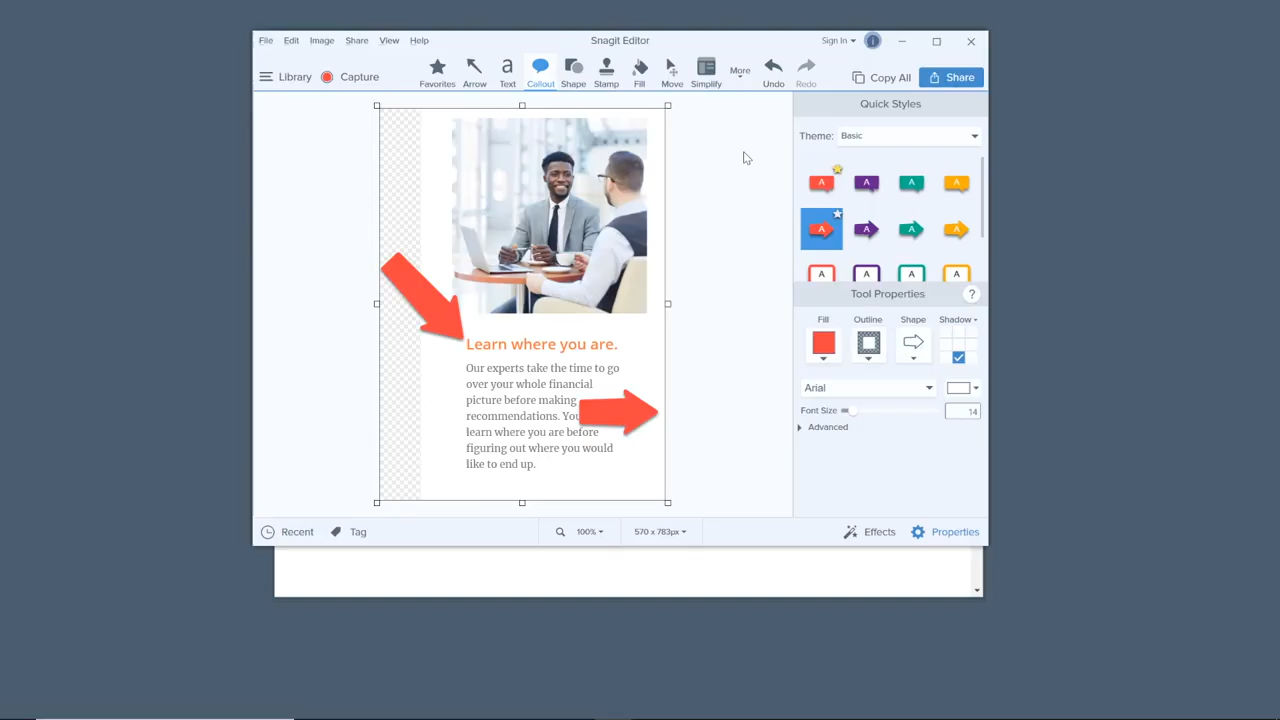 File Edit Image Share View Help
Snagit Editor
Sign In
Library Capture
Favorites Arrow Text Callout Shape Stamp Fill Move Simplify More Undo Redo
Copy All Share
Quick Styles
Theme: Basic
A A A A
A A A A
A A A A
Tool Properties ?
Fill Outline Shape Shadow
Arial
Font Size 14
Advanced
Learn where you are.
Our experts take the time to go
over your whole financial
picture before making
recommendations.
learn where you are before
figuring out where you would
like to end up.
Recent Tag
100% 570 x 783px
Effects Properties